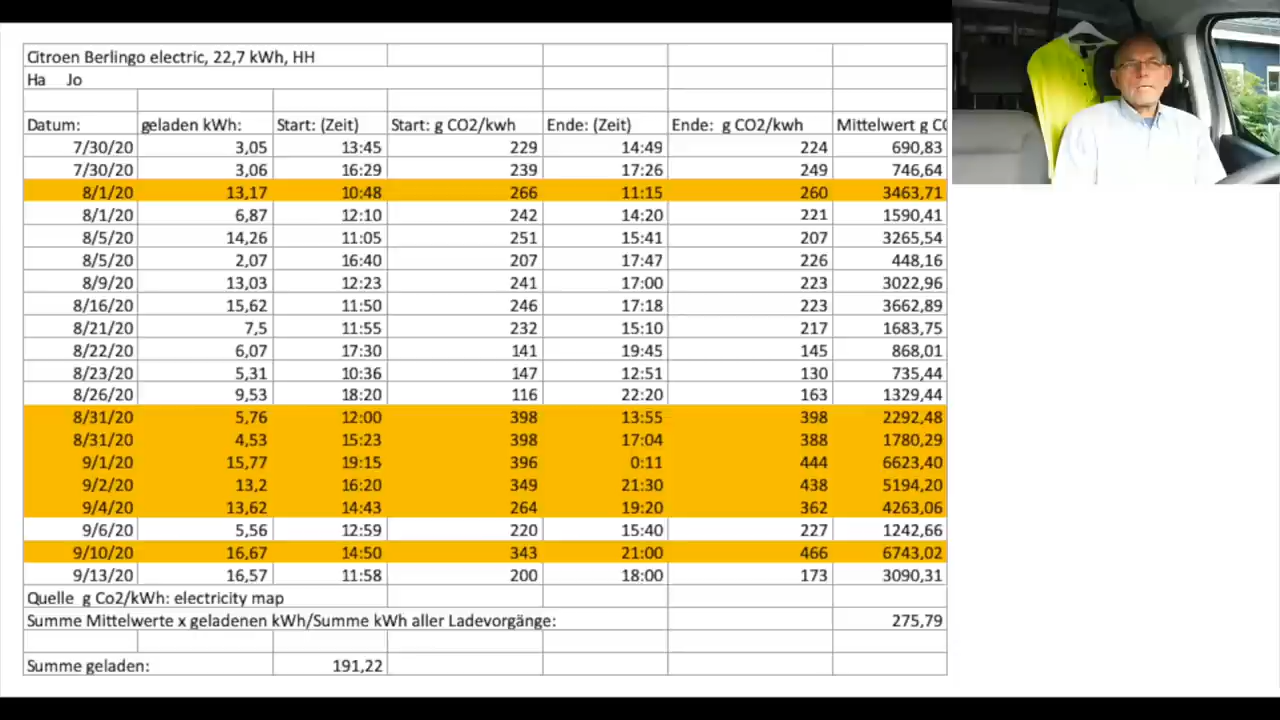 Citroen Berlingo electric, 22,7 kWh, HH
Ha Jo
Datum: geladen kWh: Start: (Zeit) Start: g CO2/kwh Ende: (Zeit) Ende: g CO2/kwh Mittelwert g CO
7/30/20 3,05 13:45 229 14:49 224 690,83
7/30/20 3,06 16:29 239 17:26 249 746,64
8/1/20 13,17 10:48 266 11:15 260 3463,71
8/1/20 6,87 12:10 242 14:20 221 1590,41
8/5/20 14,26 11:05 251 15:41 207 3265,54
8/5/20 2,07 16:40 207 17:47 226 448,16
8/9/20 13,03 12:23 241 17:00 223 3022,96
8/16/20 15,62 11:50 246 17:18 223 3662,89
8/21/20 7,5 11:55 232 15:10 217 1683,75
8/22/20 6,07 17:30 141 19:45 145 868,01
8/23/20 5,31 10:36 147 12:51 130 735,44
8/26/20 9,53 18:20 116 22:20 163 1329,44
8/31/20 5,76 12:00 398 13:55 398 2292,48
8/31/20 4,53 15:23 398 17:04 388 1780,29
9/1/20 15,77 19:15 396 0:11 444 6623,40
9/2/20 13,2 16:20 349 21:30 438 5194,20
9/4/20 13,62 14:43 264 19:20 362 4263,06
9/6/20 5,56 12:59 220 15:40 227 1242,66
9/10/20 16,67 14:50 343 21:00 466 6743,02
9/13/20 16,57 11:58 200 18:00 173 3090,31
Quelle g Co2/kWh: electricity map
Summe Mittelwerte x geladenen kWh/Summe kWh aller Ladevorgänge: 275,79
Summe geladen: 191,22